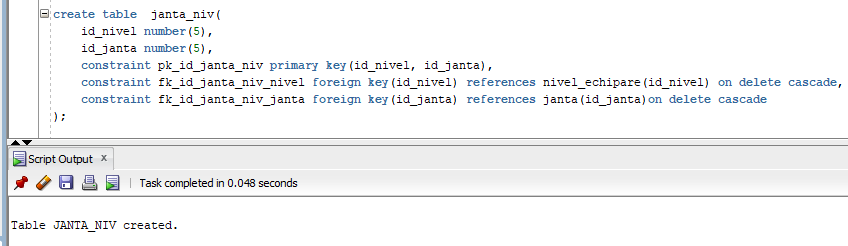 create table  janta_niv(
    id_nivel number(5),
    id_janta number(5),
    constraint pk_id_janta_niv primary key(id_nivel, id_janta),
    constraint fk_id_janta_niv_nivel foreign key(id_nivel) references nivel_echipare(id_nivel) on delete cascade,
    constraint fk_id_janta_niv_janta foreign key(id_janta) references janta(id_janta)on delete cascade
);
Script Output x
Task completed in 0.048 seconds
Table JANTA_NIV created.